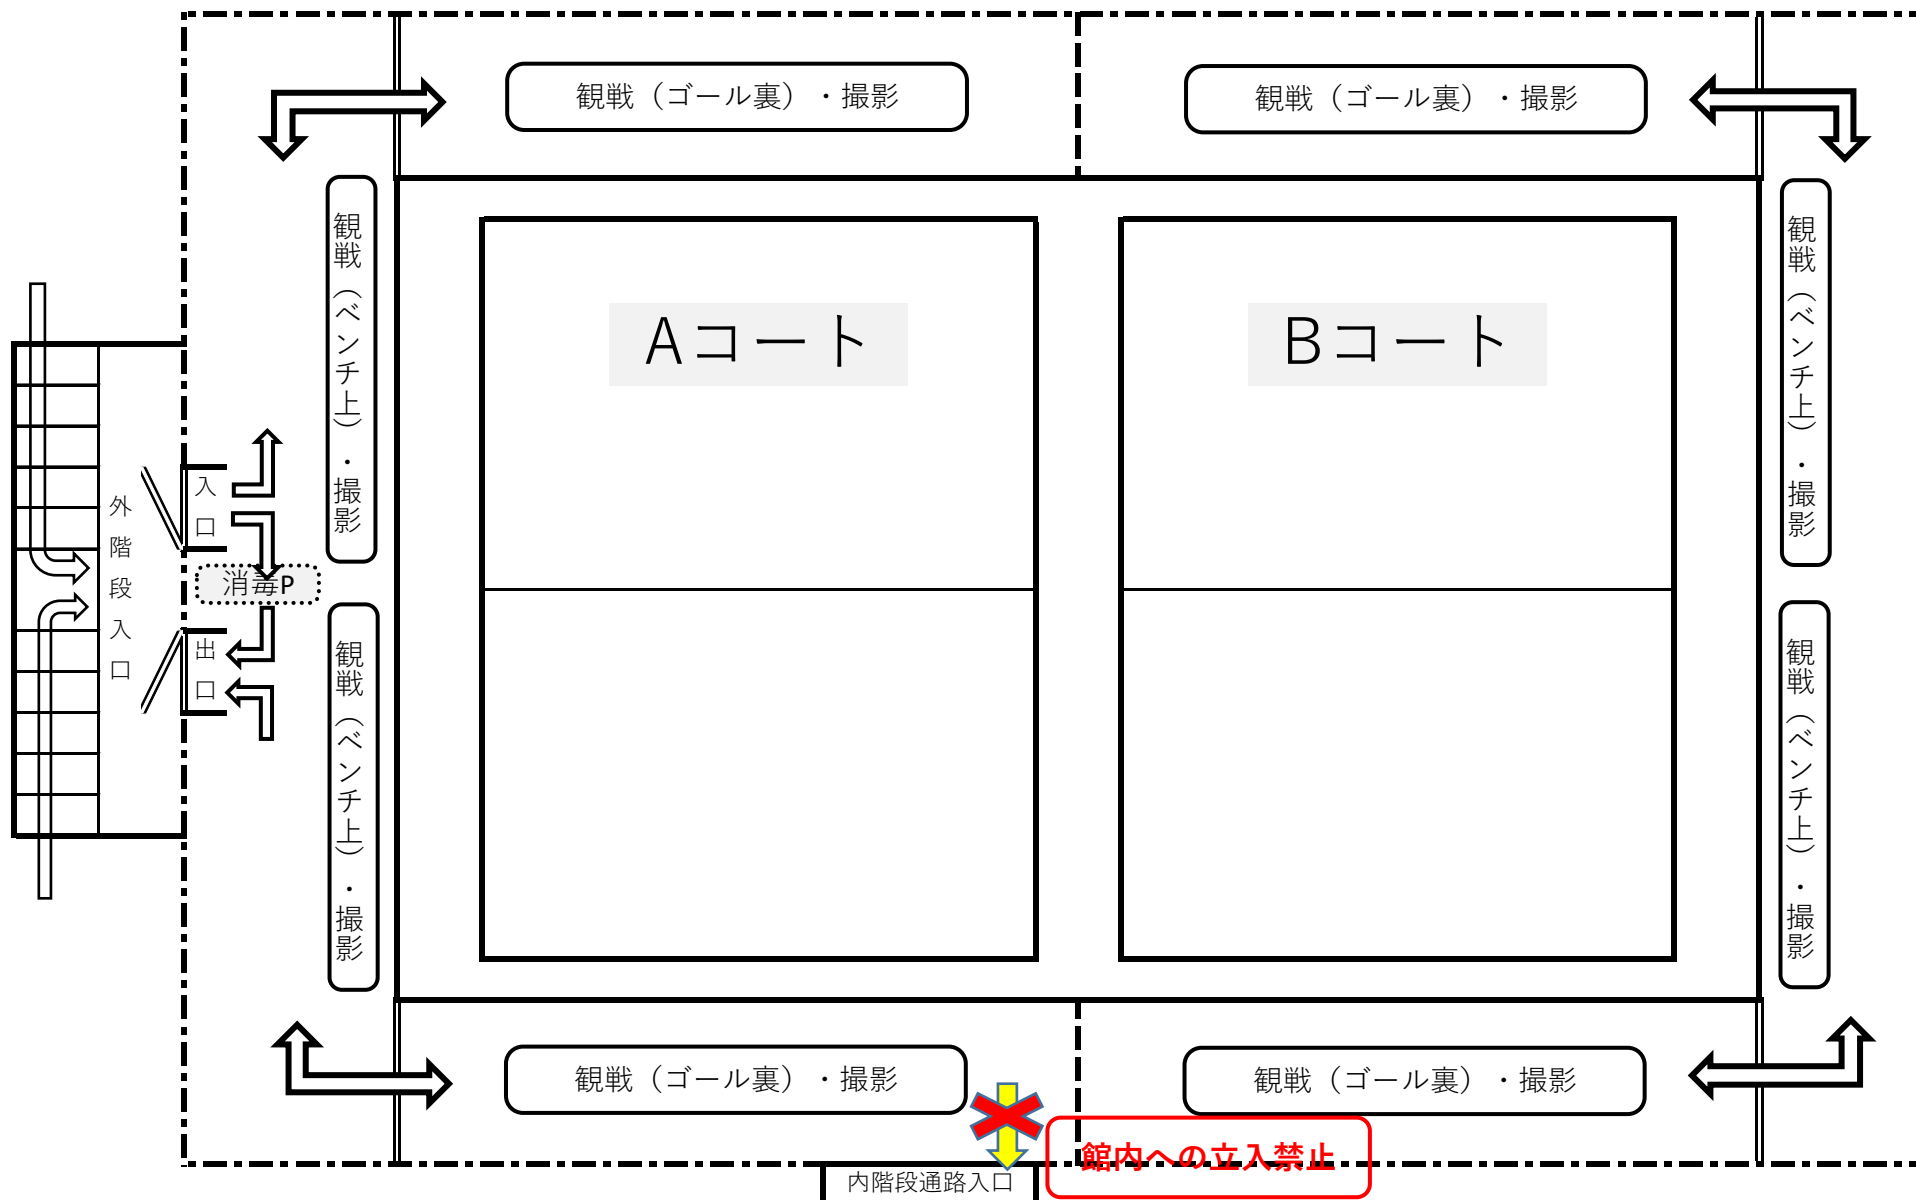 観戦（ゴール裏）・撮影
観戦（ゴール裏）・撮影
観戦（ベンチ上）・撮影
Aコート
Bコート
観戦（ベンチ上）・撮影
外階段入口
入口
消毒P
出口
観戦（ベンチ上）・撮影
観戦（ベンチ上）・撮影
観戦（ゴール裏）・撮影
観戦（ゴール裏）・撮影
館内への立入禁止
内階段通路入口